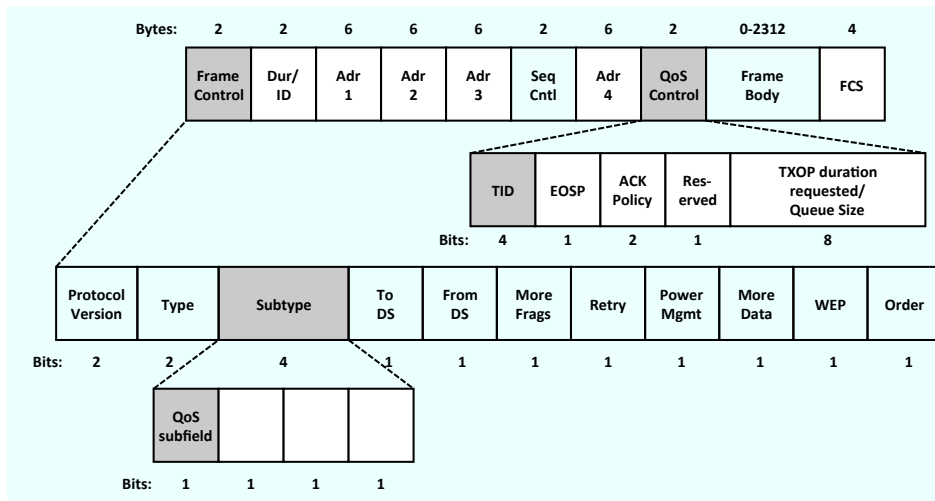 Bytes: 2 2 6 6 6 2 6 2 0-2312 4
Frame Control
Dur/ ID
Adr 1
Adr 2
Adr 3
Seq Cntl
Adr 4
QoS Control
Frame Body
FCS
TID
EOSP
ACK Policy
Res- erved
TXOP duration requested/ Queue Size
Bits: 4 1 2 1 8
Protocol Version
Type
Subtype
To DS
From DS
More Frags
Retry
Power Mgmt
More Data
WEP
Order
Bits: 2 2 4 1 1 1 1 1 1 1 1
QoS subfield
Bits: 1 1 1 1